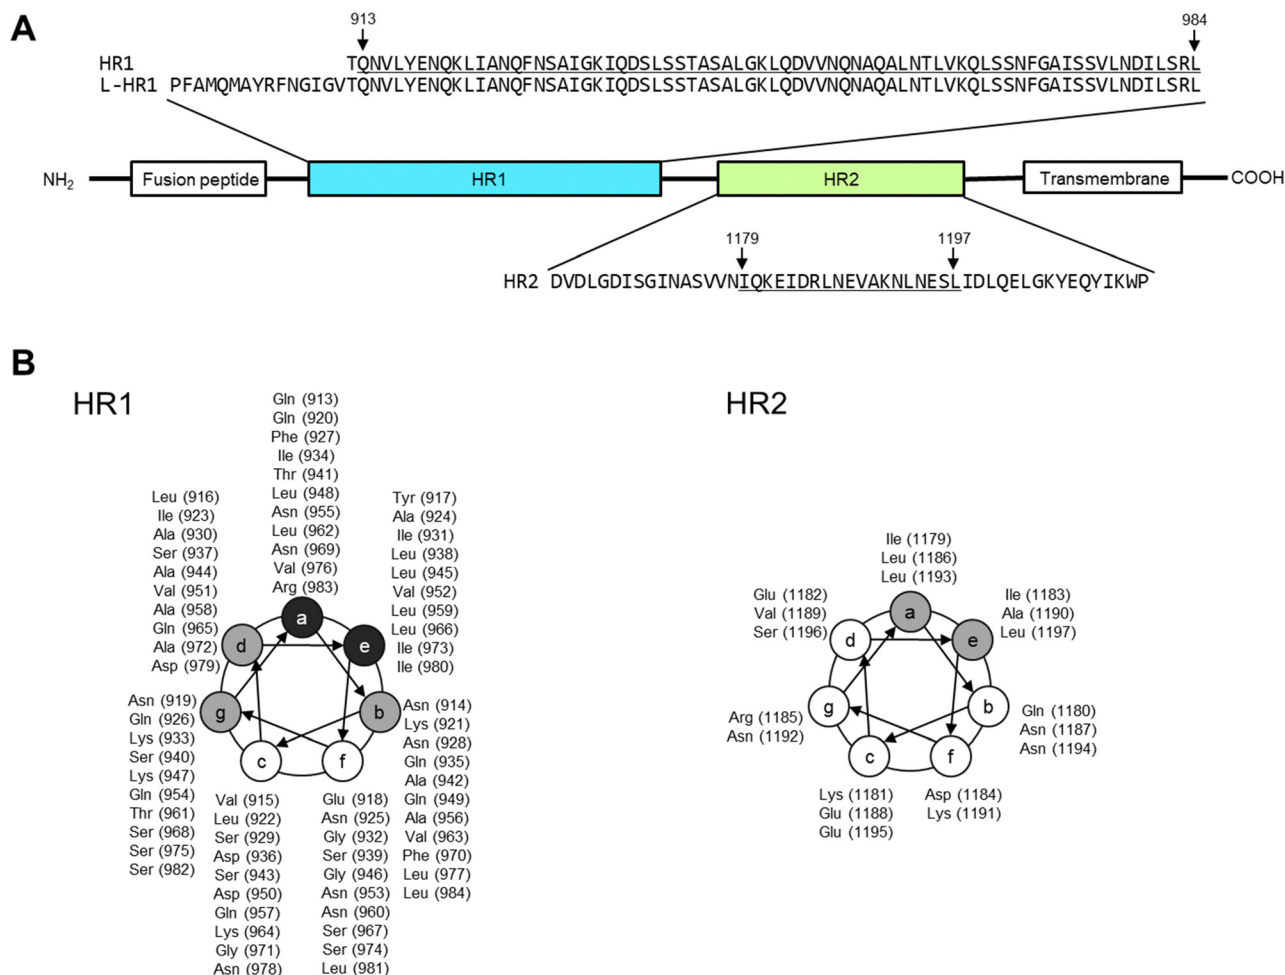 A
913
984
HR1 TQNVLYENQKLIANQFNSAIGKIQDSLSSTASALGKLQDVVNQNAQALNTLVKQLSSNFGAISSVLNDILSRL
L-HR1 PFAMQMAYRFNGIGVTQNVLYENQKLIANQFNSAIGKIQDSLSSTASALGKLQDVVNQNAQALNTLVKQLSSNFGAISSVLNDILSRL
NH2
Fusion peptide
HR1
HR2
Transmembrane
COOH
1179
1197
HR2 DVDLGDISGINASVVNIQKEIDRLNEVAKNLNESLIDLQELGKYEQYIKWP
B
HR1
Gln (913)
Gln (920)
Phe (927)
Ile (934)
Thr (941)
Leu (948)
Asn (955)
Leu (962)
Asn (969)
Val (976)
Arg (983)
Leu (916)
Ile (923)
Ala (930)
Ser (937)
Ala (944)
Val (951)
Ala (958)
Gln (965)
Ala (972)
Asp (979)
Tyr (917)
Ala (924)
Ile (931)
Leu (938)
Leu (945)
Val (952)
Leu (959)
Leu (966)
Ile (973)
Ile (980)
a
d
e
g
b
c
f
Asn (919)
Gln (926)
Lys (933)
Ser (940)
Lys (947)
Gln (954)
Thr (961)
Ser (968)
Ser (975)
Ser (982)
Asn (914)
Lys (921)
Asn (928)
Gln (935)
Ala (942)
Gln (949)
Ala (956)
Val (963)
Phe (970)
Leu (977)
Leu (984)
Val (915)
Leu (922)
Ser (929)
Asp (936)
Ser (943)
Asp (950)
Gln (957)
Lys (964)
Gly (971)
Asn (978)
Glu (918)
Asn (925)
Gly (932)
Ser (939)
Gly (946)
Asn (953)
Asn (960)
Ser (967)
Ser (974)
Leu (981)
HR2
Ile (1179)
Leu (1186)
Leu (1193)
Glu (1182)
Val (1189)
Ser (1196)
Ile (1183)
Ala (1190)
Leu (1197)
a
d
e
g
b
c
f
Arg (1185)
Asn (1192)
Gln (1180)
Asn (1187)
Asn (1194)
Lys (1181)
Glu (1188)
Glu (1195)
Asp (1184)
Lys (1191)